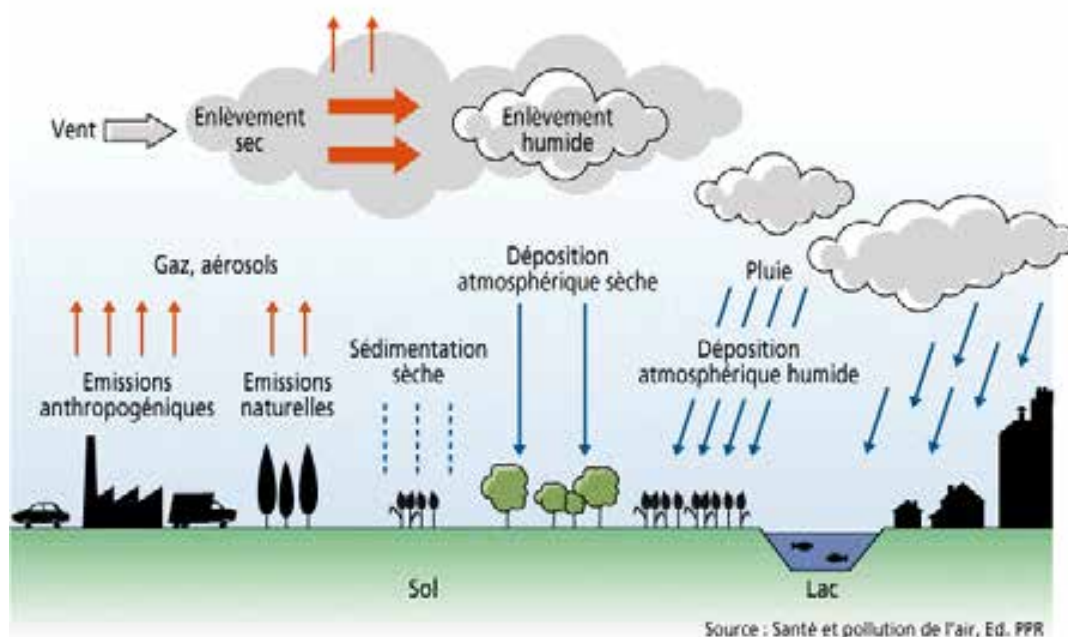 Vent
Enlèvement
sec
Enlèvement
humide
Gaz, aérosols
Déposition
atmosphérique sèche
Pluie
Emissions
anthropogéniques
Emissions
naturelles
Sédimentation
sèche
Déposition
atmosphérique humide
Sol
Lac
Source : Santé et pollution de l'air, Ed. PPR